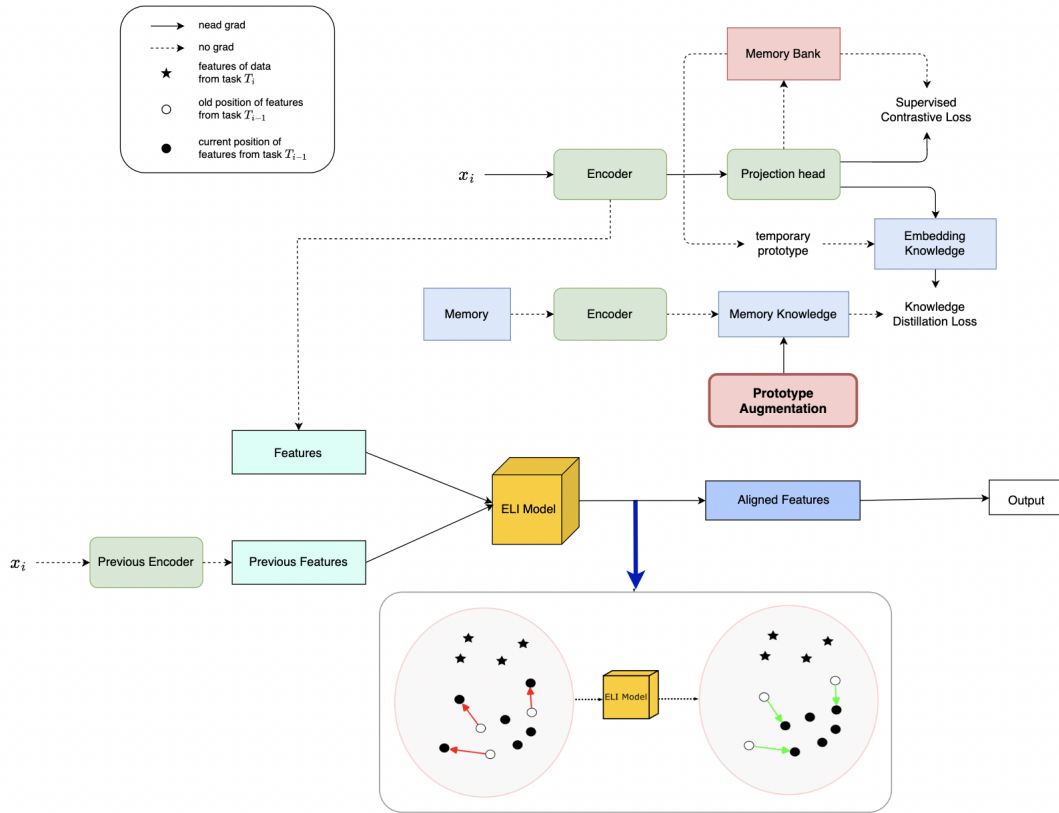 nead grad
no grad
features of data
from task T_i
old position of features
from task T_{i-1}
current position of
features from task T_{i-1}
Memory Bank
Supervised
Contrastive Loss
x_i
Encoder
Projection head
temporary
prototype
Embedding
Knowledge
Memory
Encoder
Memory Knowledge
Knowledge
Distillation Loss
Prototype
Augmentation
Features
ELI Model
Aligned Features
Output
x_i
Previous Encoder
Previous Features
ELI Model